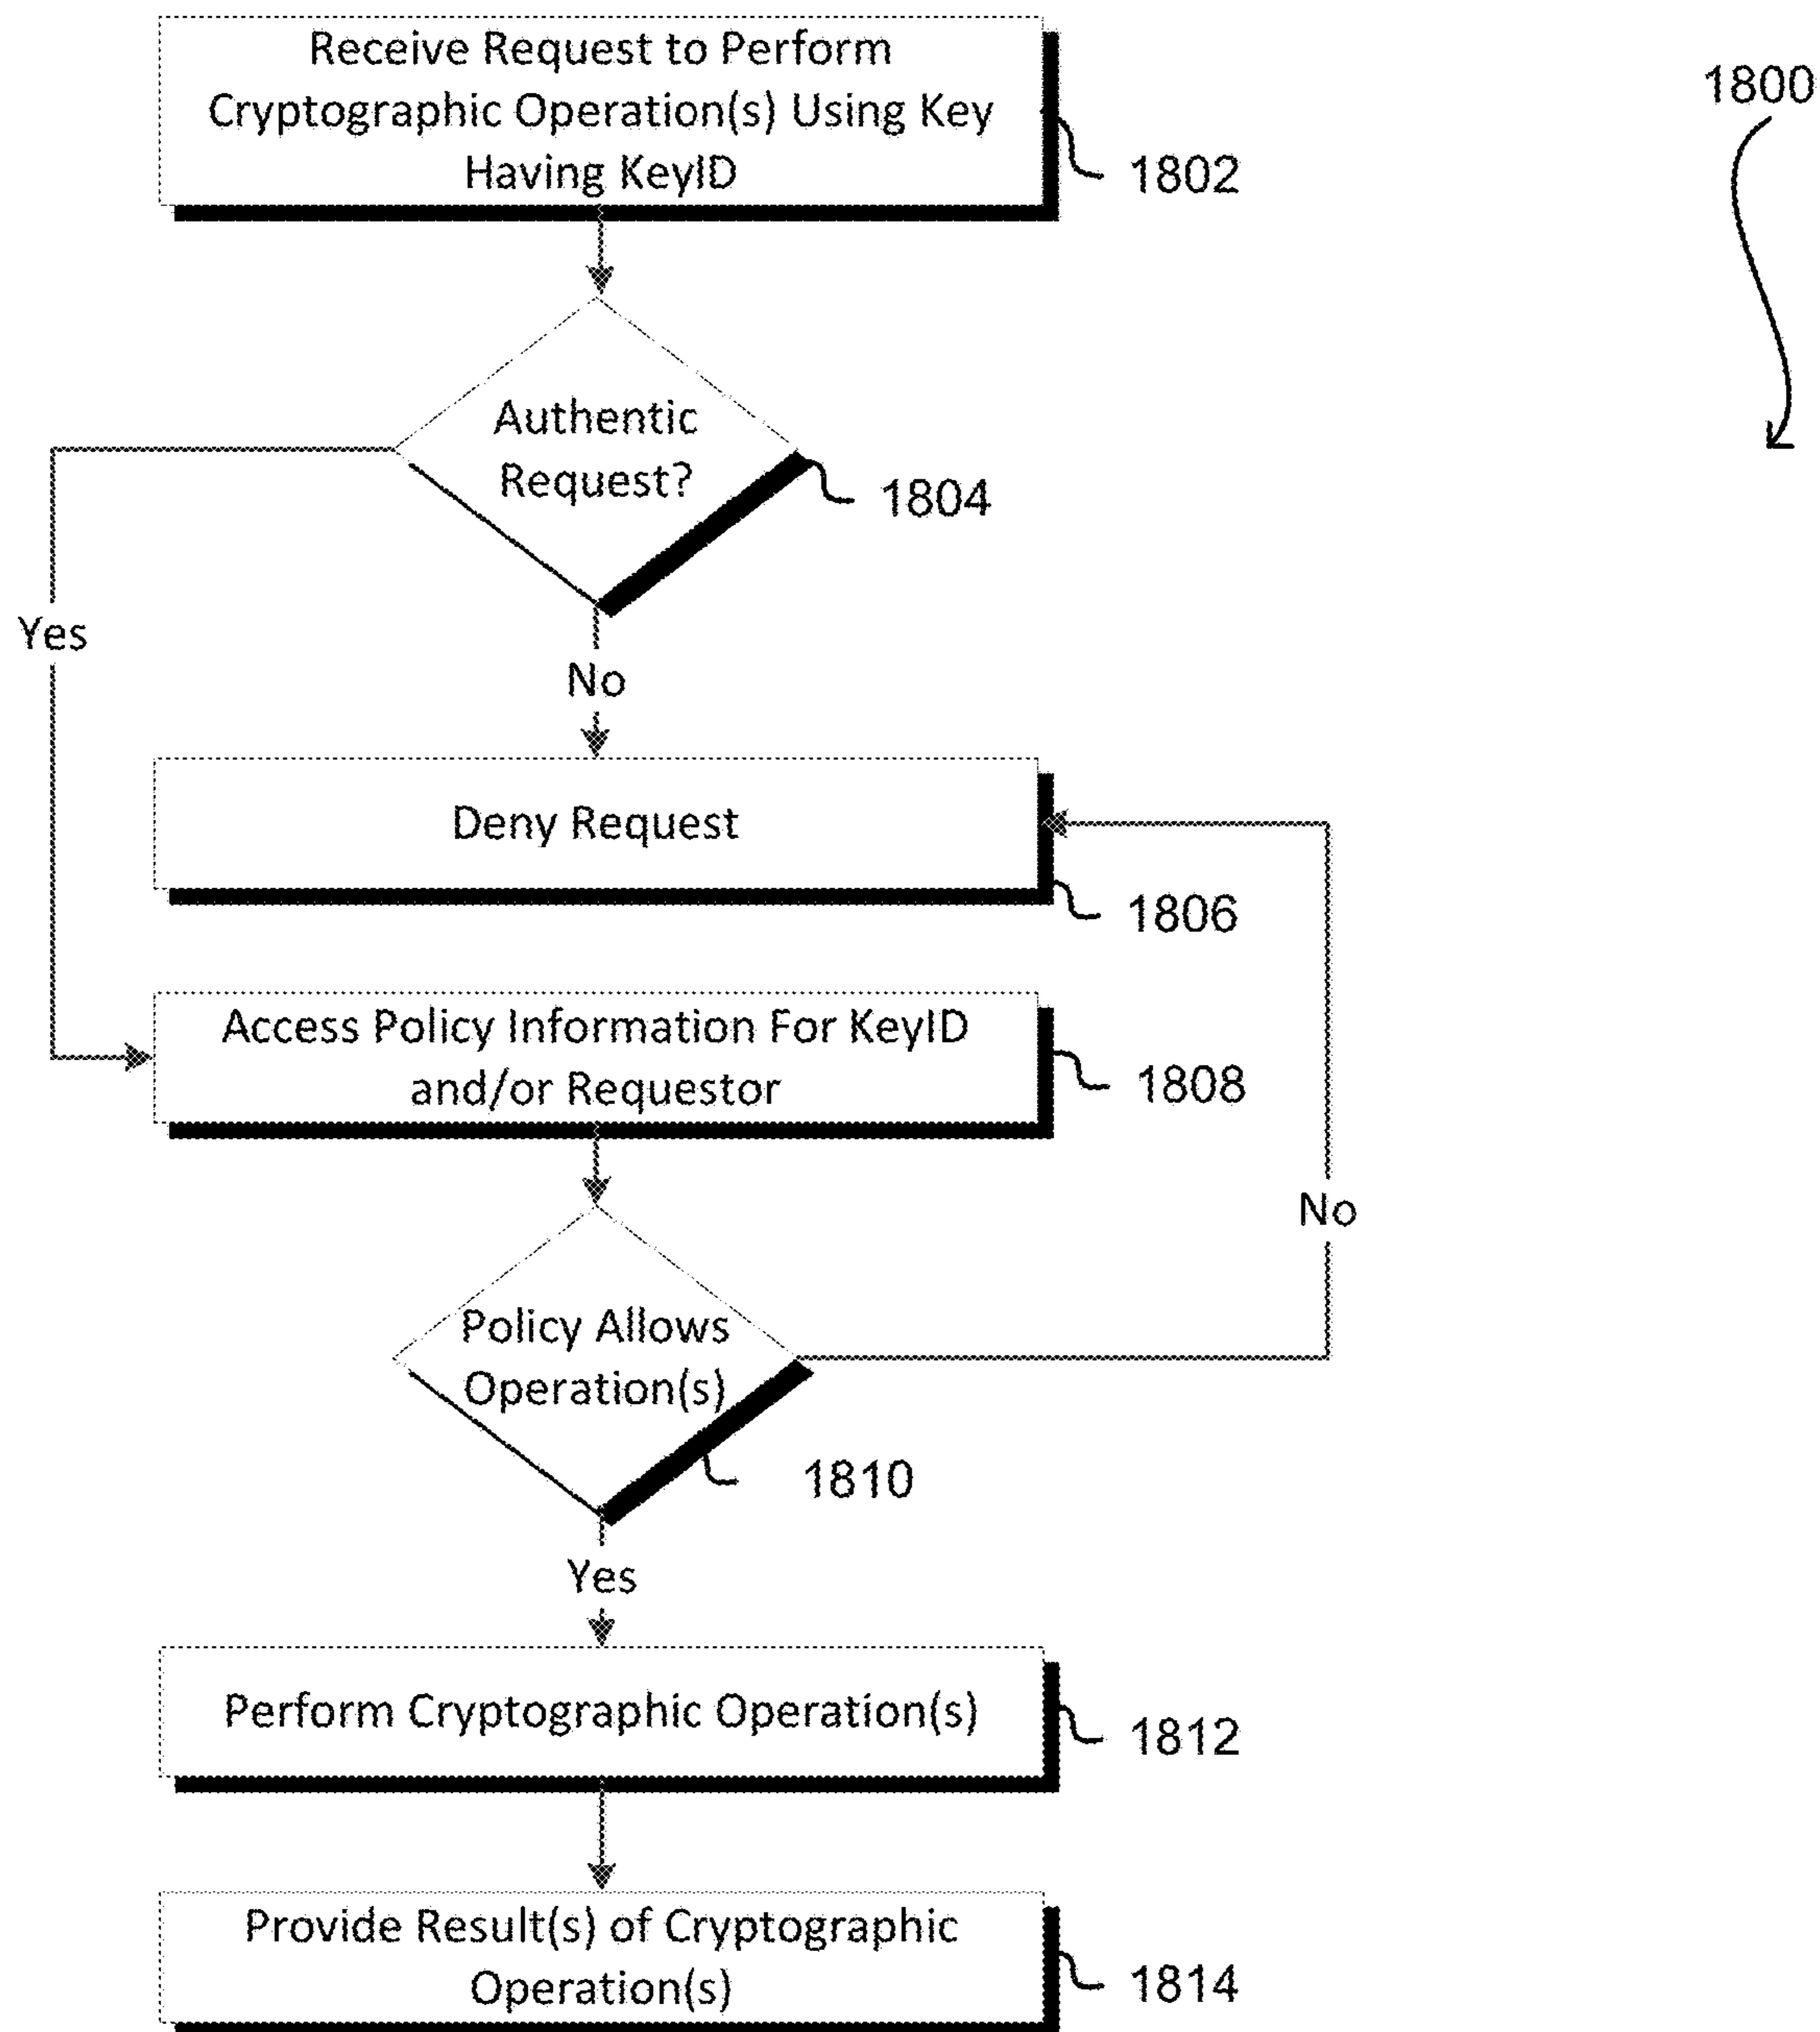 Receive Request to Perform
Cryptographic Operation(s) Using Key
Having KeyID
1802
1800
Authentic
Request?
1804
Yes
No
Deny Request
1806
Access Policy Information For KeyID
and/or Requestor
1808
No
Policy Allows
Operation(s)
1810
Yes
Perform Cryptographic Operation(s)
1812
Provide Result(s) of Cryptographic
Operation(s)
1814